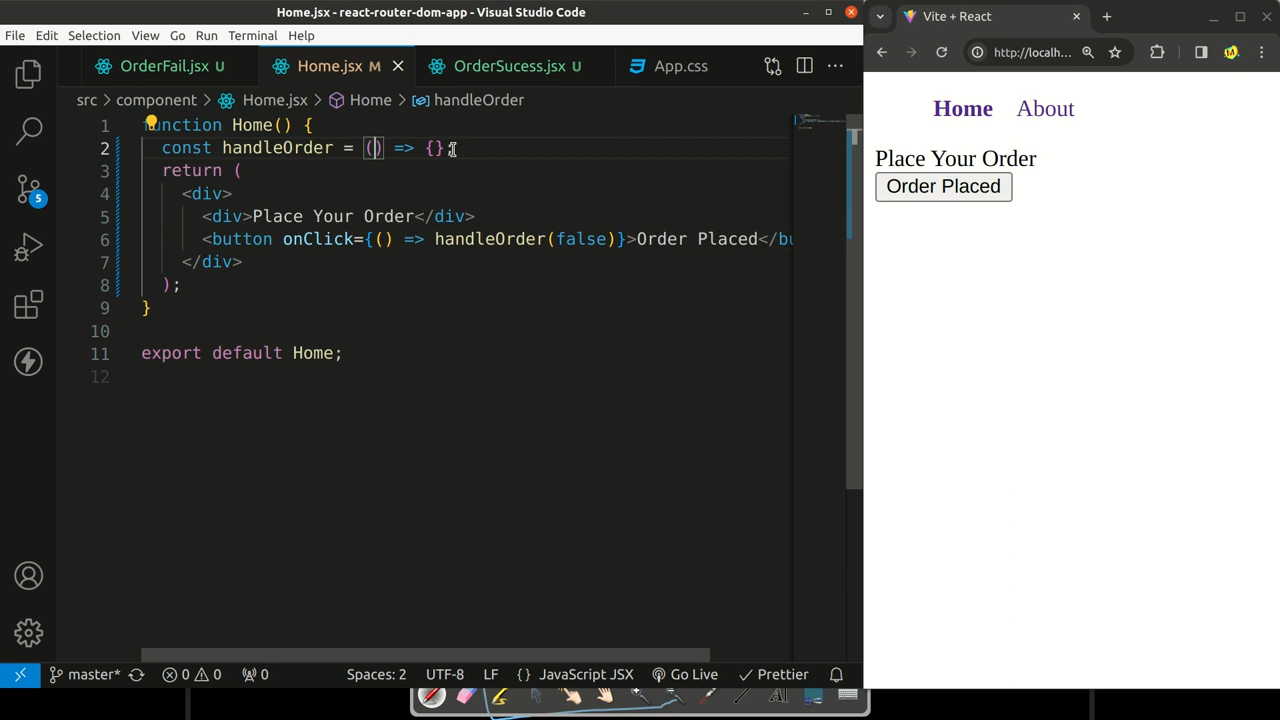 Home.jsx - react-router-dom-app - Visual Studio Code
File Edit Selection View Go Run Terminal Help
OrderFail.jsx U
Home.jsx M
OrderSucess.jsx U
App.css
src > component > Home.jsx > Home > handleOrder
1 function Home() {
2 const handleOrder = () => {};
3 return (
4 <div>
5 <div>Place Your Order</div>
6 <button onClick={() => handleOrder(false)}>Order Placed</bu
7 </div>
8 );
9 }
10
11 export default Home;
12
5
master* 0 0 0 Spaces: 2 UTF-8 LF {} JavaScript JSX Go Live Prettier
Vite + React
http://localh...
Home About
Place Your Order
Order Placed